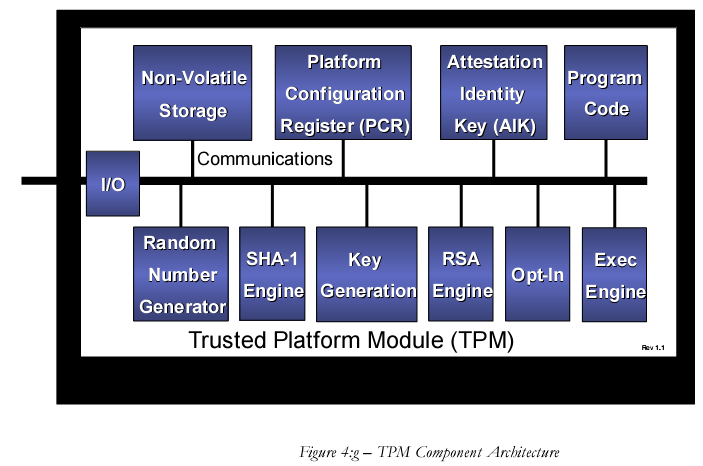 Non-Volatile
Storage
Platform
Configuration
Register (PCR)
Attestation
Identity
Key (AIK)
Program
Code
Communications
I/O
Random
Number
Generator
SHA-1
Engine
Key
Generation
RSA
Engine
Opt-In
Exec
Engine
Trusted Platform Module (TPM)
Rev 1.1
Figure 4:g – TPM Component Architecture